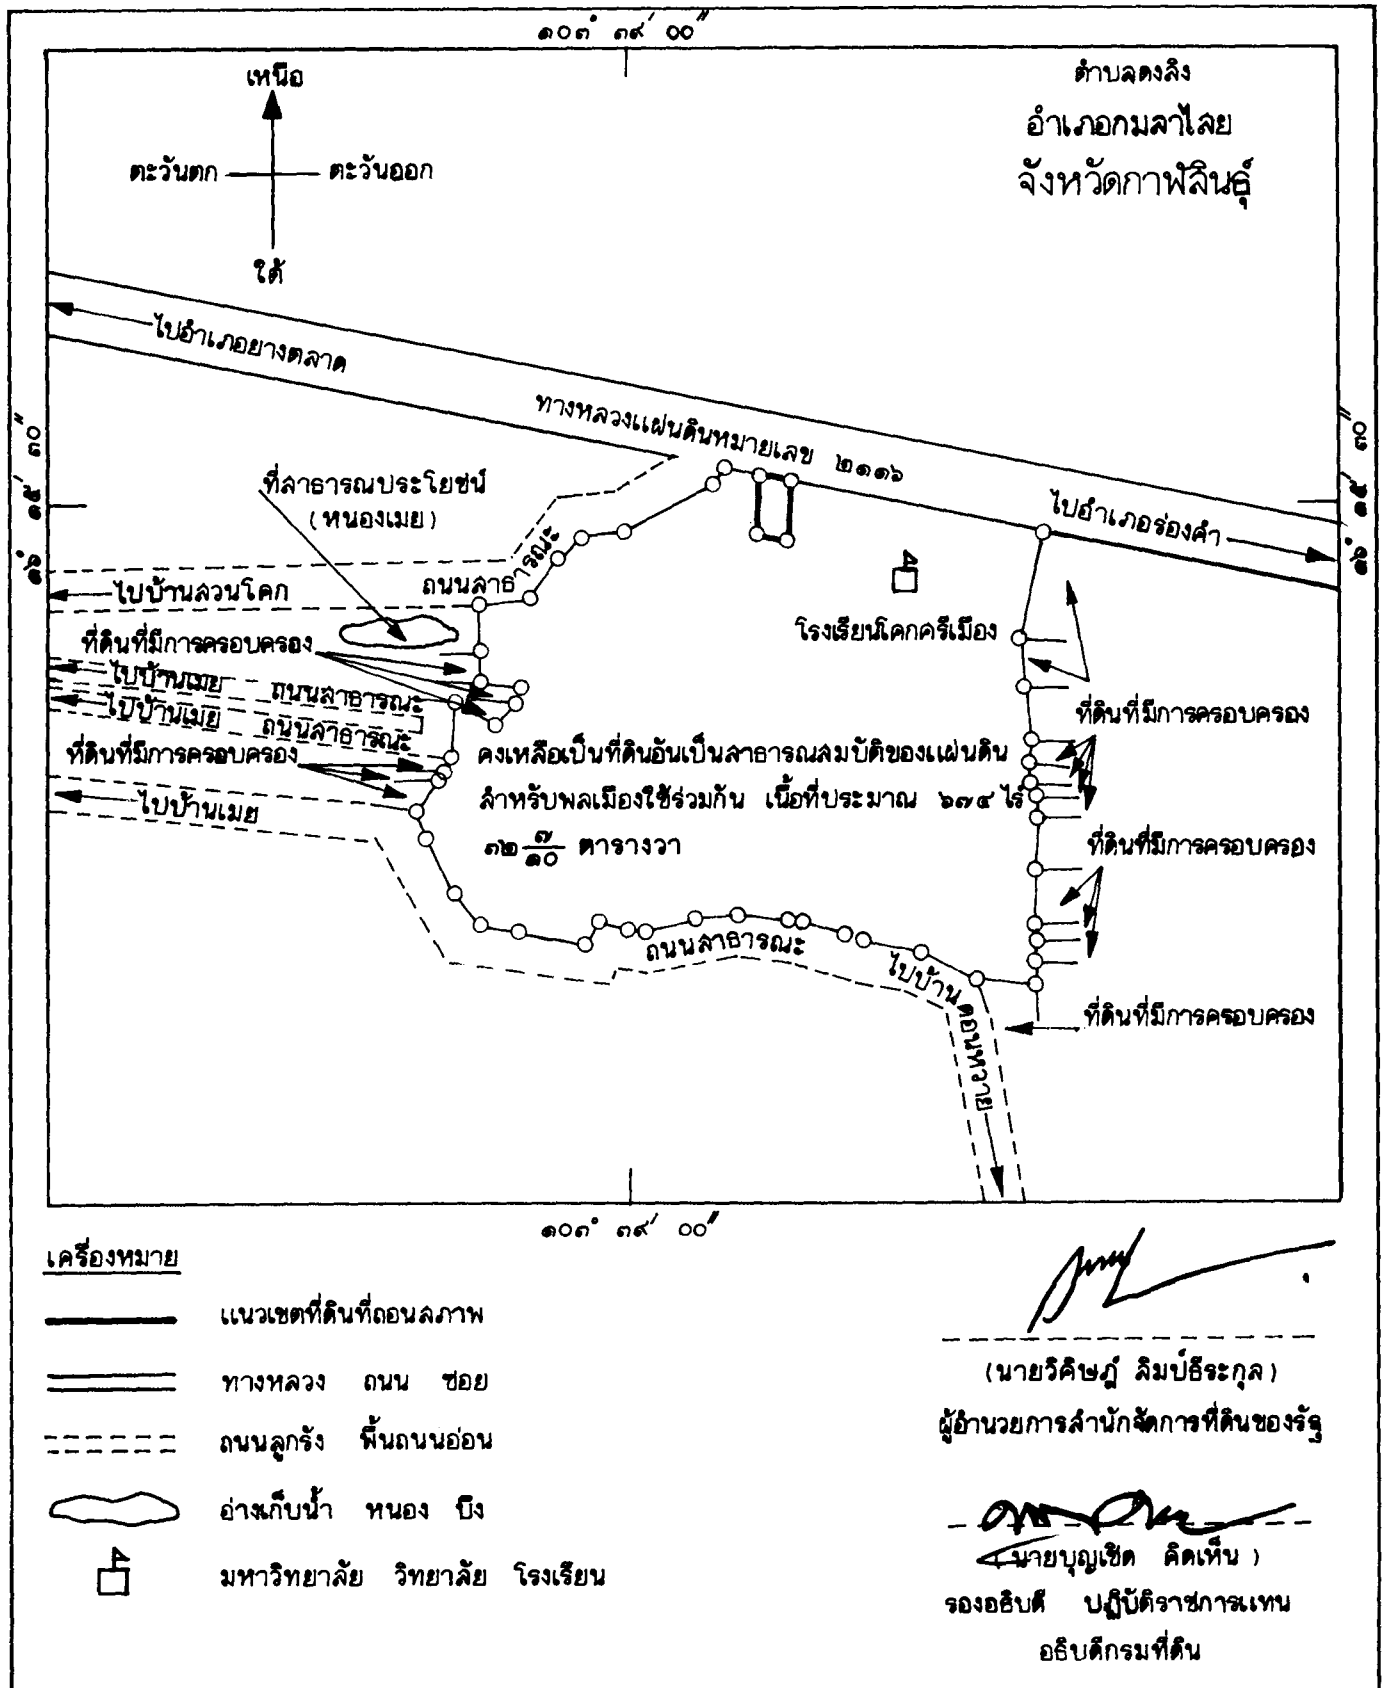 ๑๐๓° ๓๙′ ๐๐″
เหนือ
ตะวันตก
ตะวันออก
ใต้
ตำบลดงลิง
อำเภอกมลาไสย
จังหวัดกาฬสินธุ์
ไปอำเภอยางตลาด
ทางหลวงแผ่นดินหมายเลข ๒๑๑๖
ไปอำเภอร่องคำ
๑๖° ๑๕′ ๓๐″
๑๖° ๑๕′ ๓๐″
ที่สาธารณประโยชน์
(หนองเมย)
ถนนสาธารณะ
ไปบ้านสวนโคก
ที่ดินที่มีการครอบครอง
ไปบ้านเมย
ถนนสาธารณะ
ไปบ้านเมย
ถนนสาธารณะ
ที่ดินที่มีการครอบครอง
ไปบ้านเมย
โรงเรียนโคกศรีเมือง
ที่ดินที่มีการครอบครอง
คงเหลือเป็นที่ดินอันเป็นสาธารณสมบัติของแผ่นดิน
สำหรับพลเมืองใช้ร่วมกัน เนื้อที่ประมาณ ๖๗๔ ไร่
๓๒ ๗/๑๐ ตารางวา
ที่ดินที่มีการครอบครอง
ถนนสาธารณะ
ไปบ้านดอนหวาย
ที่ดินที่มีการครอบครอง
๑๐๓° ๓๙′ ๐๐″
เครื่องหมาย
แนวเขตที่ดินที่ถอนสภาพ
ทางหลวง ถนน ซอย
ถนนลูกรัง พื้นถนนอ่อน
อ่างเก็บน้ำ หนอง บึง
มหาวิทยาลัย วิทยาลัย โรงเรียน
(นายวิศิษฎ์ ลิมป์ธีระกุล)
ผู้อำนวยการสำนักจัดการที่ดินของรัฐ
(นายบุญเชิด คิดเห็น)
รองอธิบดี ปฏิบัติราชการแทน
อธิบดีกรมที่ดิน